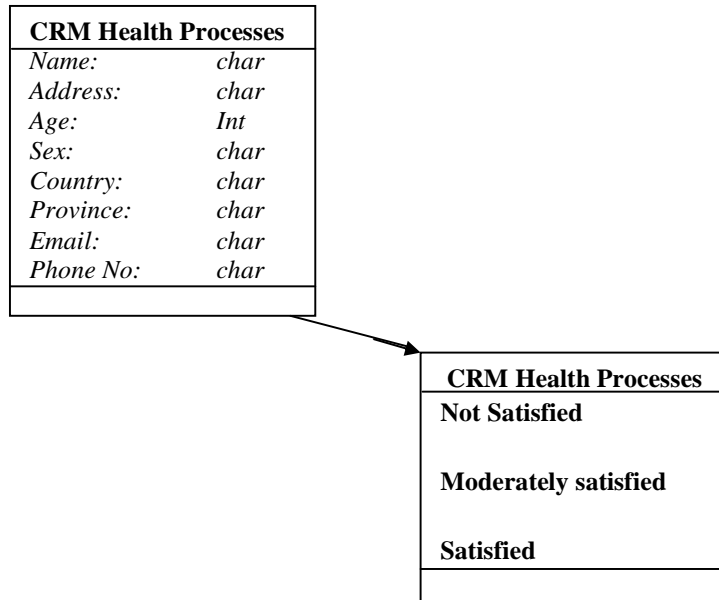 CRM Health Processes
Name: char
Address: char
Age: Int
Sex: char
Country: char
Province: char
Email: char
Phone No: char
CRM Health Processes
Not Satisfied
Moderately satisfied
Satisfied